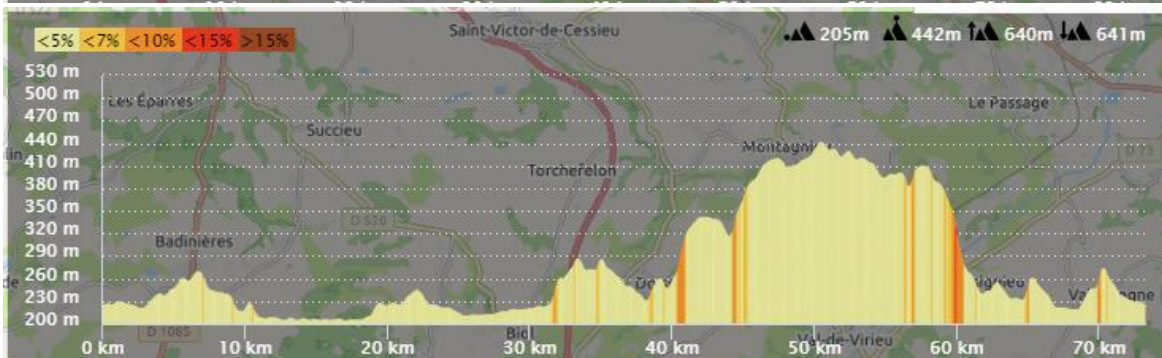 Saint-Victor-de-Cessieu
<5% <7% <10% <15% >15%
205m 442m 640m 641m
530 m
500 m
470 m
440 m
410 m
380 m
350 m
320 m
290 m
260 m
230 m
200 m
Les Éparres
Le Passage
Succieu
Montagnieu
D 73
Torchefelon
D 520
Badinières
D 1085
Biol
Val-de-Virieu
0 km 10 km 20 km 30 km 40 km 50 km 60 km 70 km